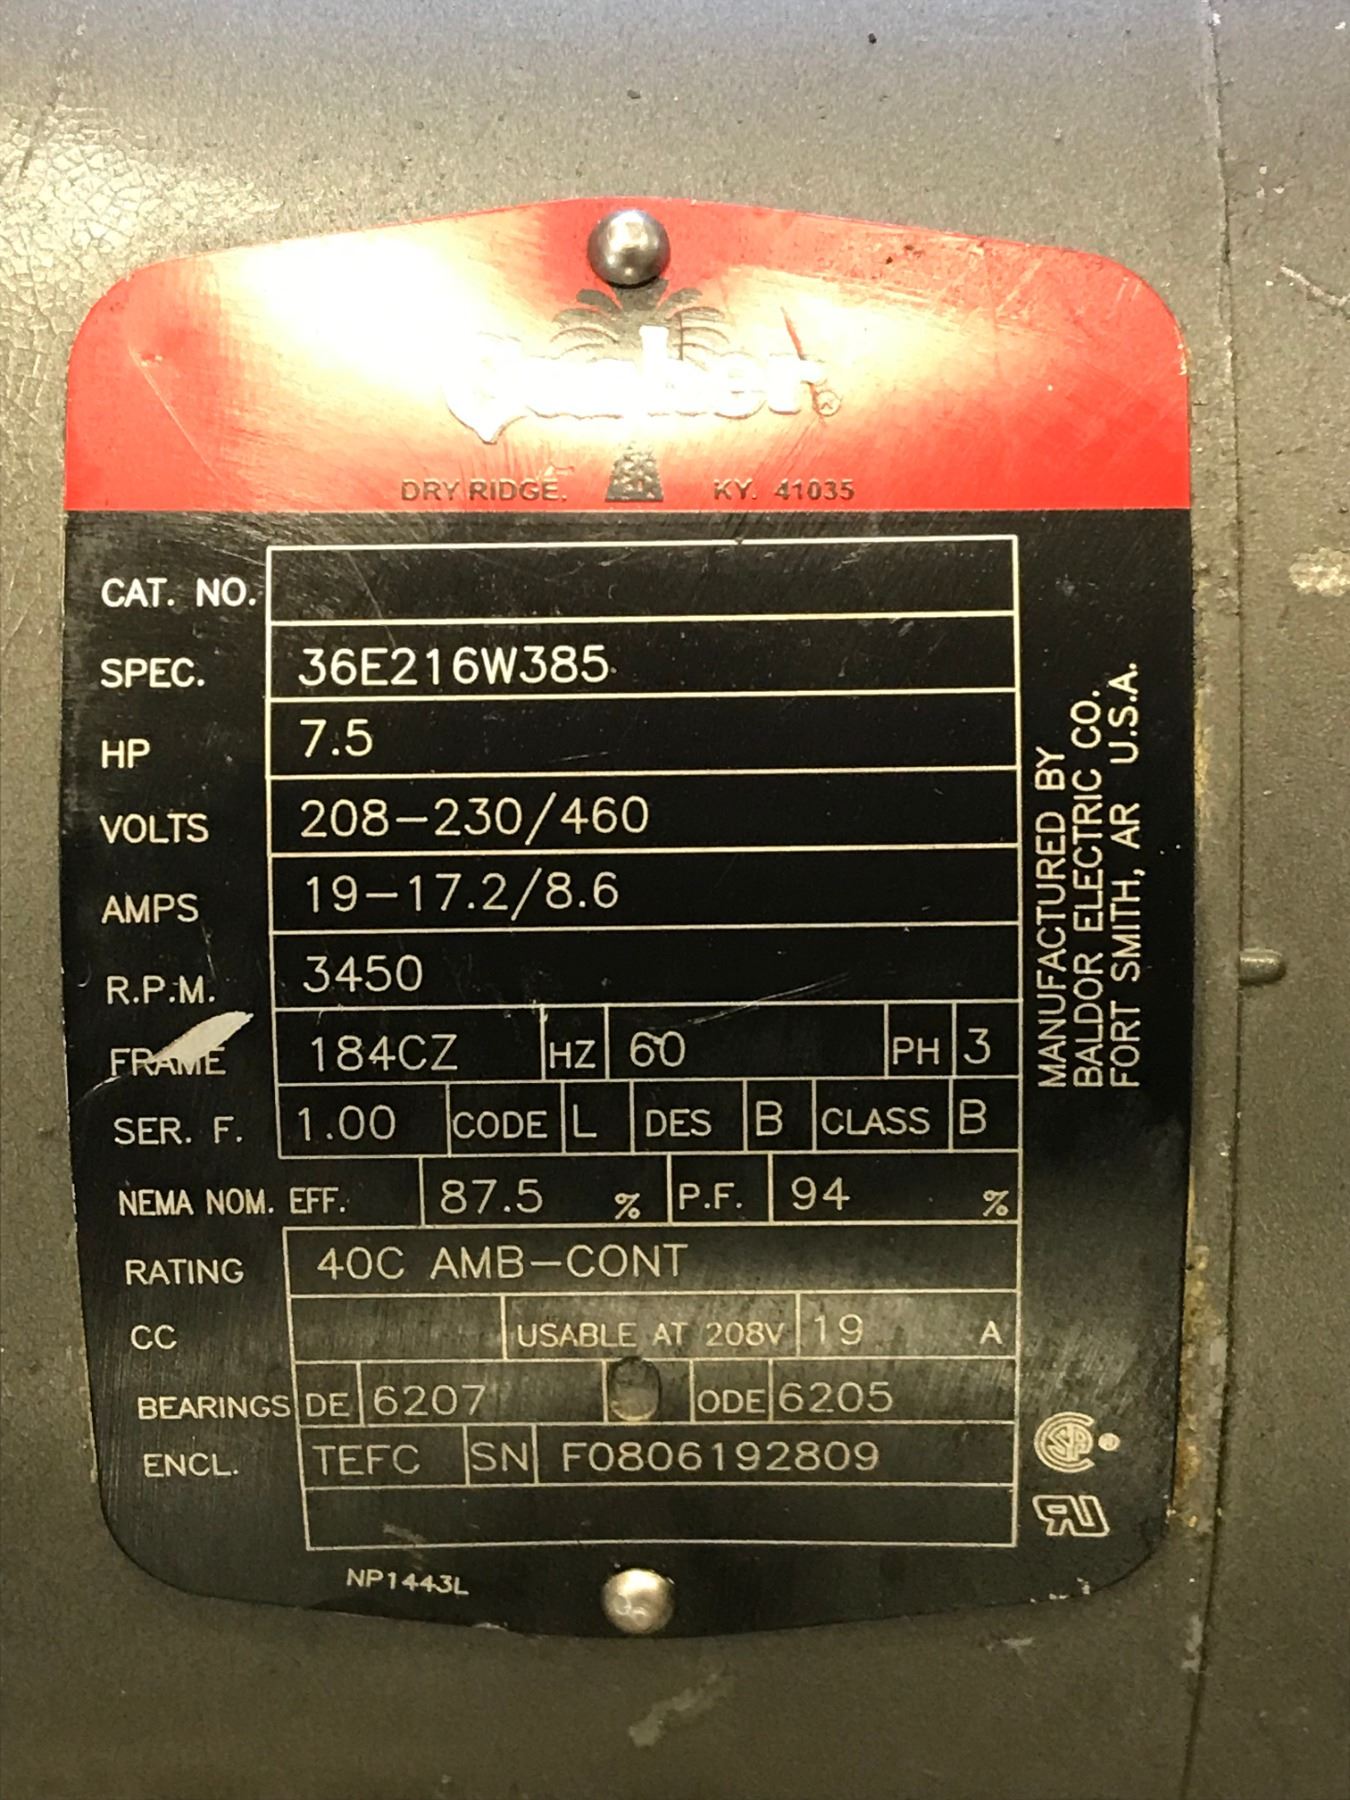 Gusher®
DRY RIDGE. KY. 41035
CAT. NO.
SPEC. 36E216W385
HP 7.5
VOLTS 208-230/460
AMPS 19-17.2/8.6
R.P.M. 3450
FRAME 184CZ HZ 60 PH 3
SER. F. 1.00 CODE L DES B CLASS B
NEMA NOM. EFF. 87.5 % P.F. 94 %
RATING 40C AMB-CONT
CC USABLE AT 208V 19 A
BEARINGS DE 6207 ODE 6205
ENCL. TEFC SN F0806192809
NP1443L
MANUFACTURED BY
BALDOR ELECTRIC CO.
FORT SMITH, AR U.S.A.